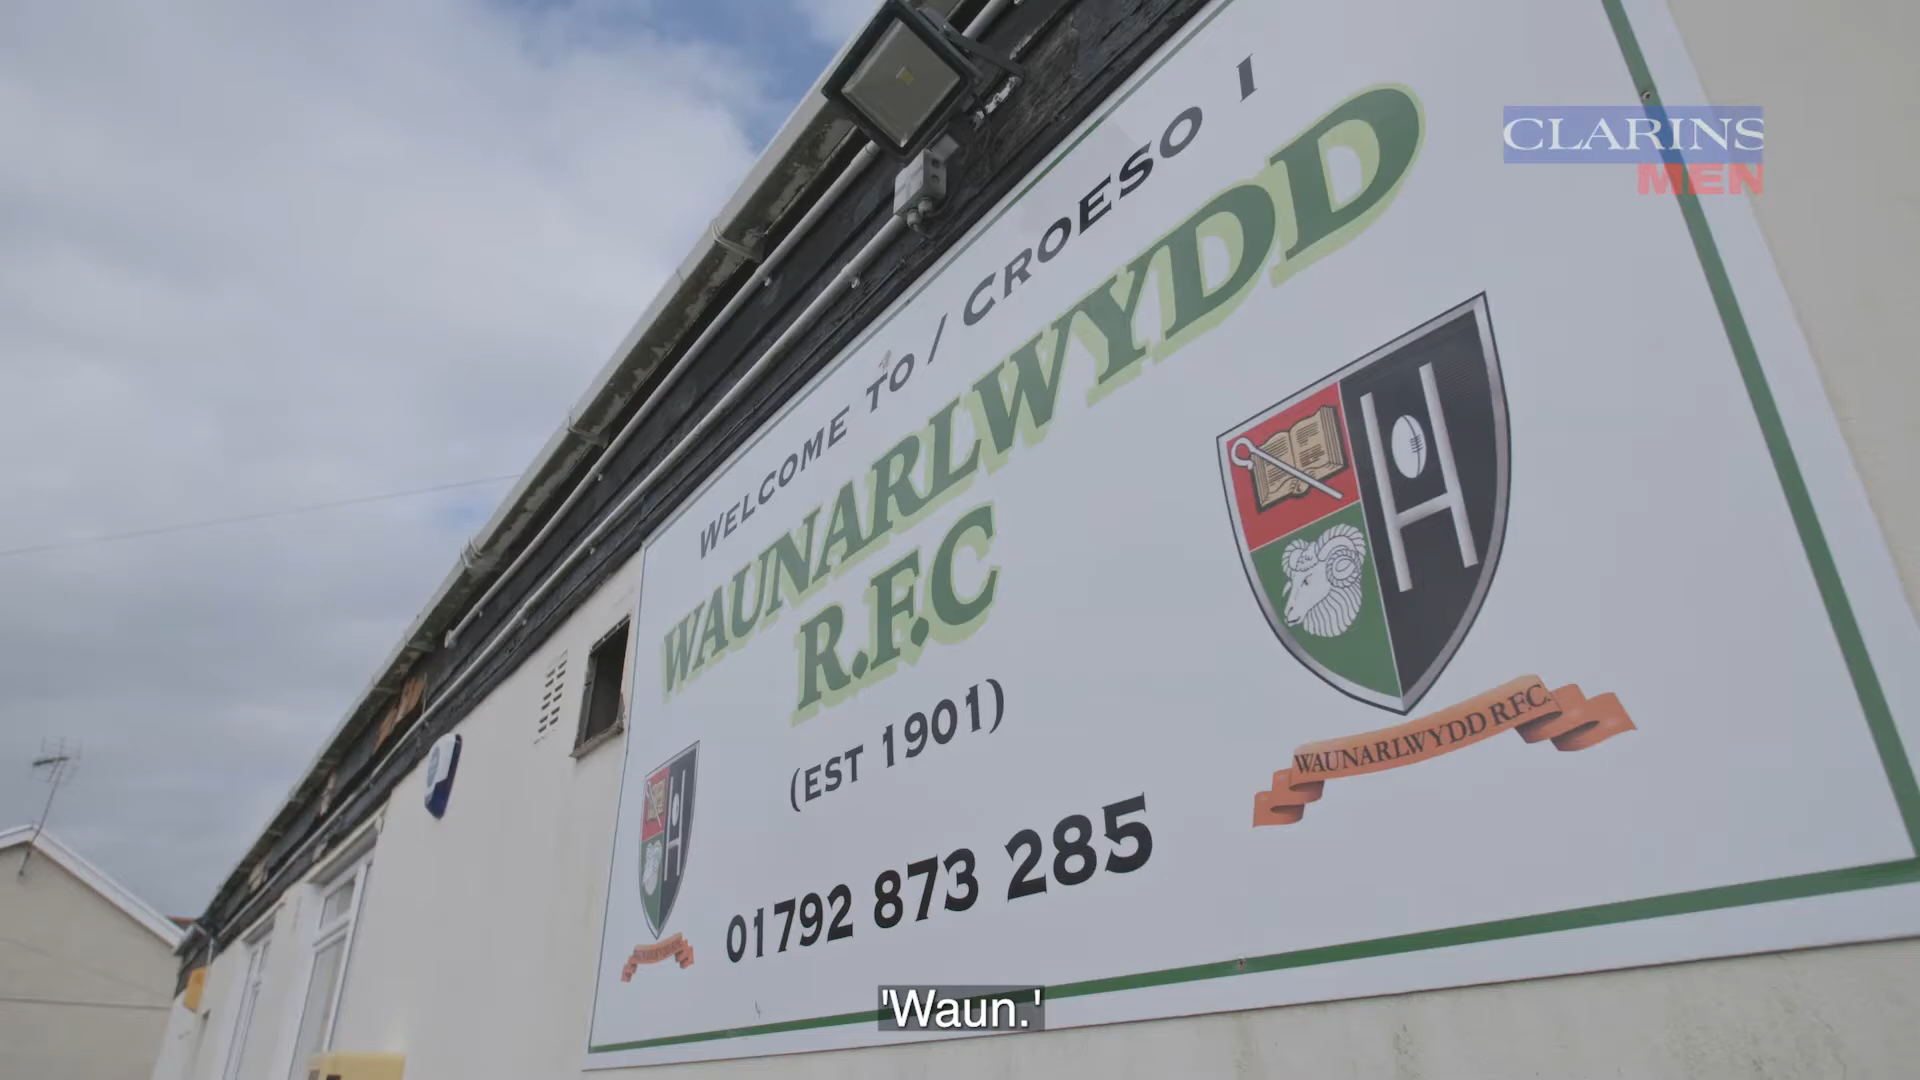 CLARINS
MEN
WELCOME TO / CROESO I
WAUNARLWYDD
R.F.C
(EST 1901)
01792 873 285
WAUNARLWYDD R.F.C.
'Waun.'